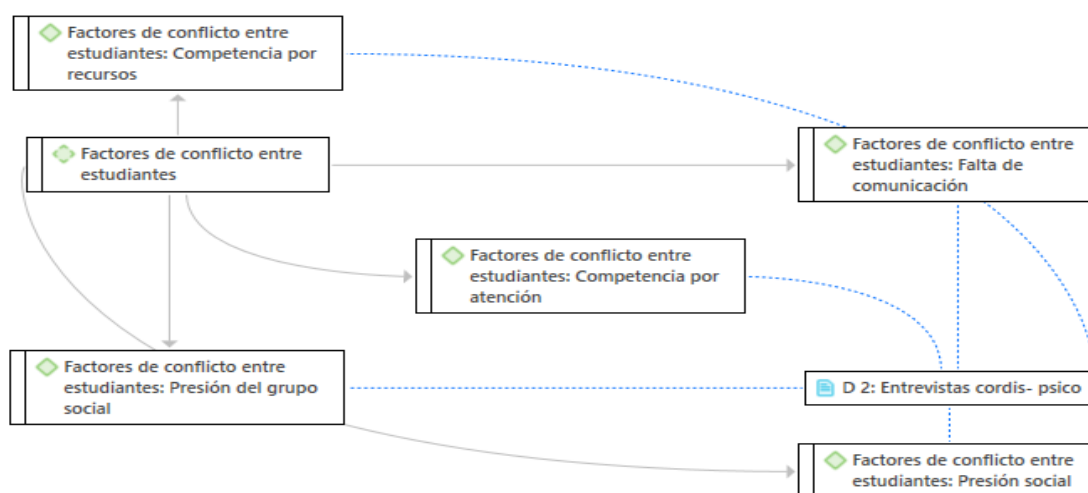 Factores de conflicto entre
estudiantes: Competencia por
recursos
Factores de conflicto entre
estudiantes
Factores de conflicto entre
estudiantes: Falta de
comunicación
Factores de conflicto entre
estudiantes: Competencia por
atención
Factores de conflicto entre
estudiantes: Presión del grupo
social
D 2: Entrevistas cordis- psico
Factores de conflicto entre
estudiantes: Presión social